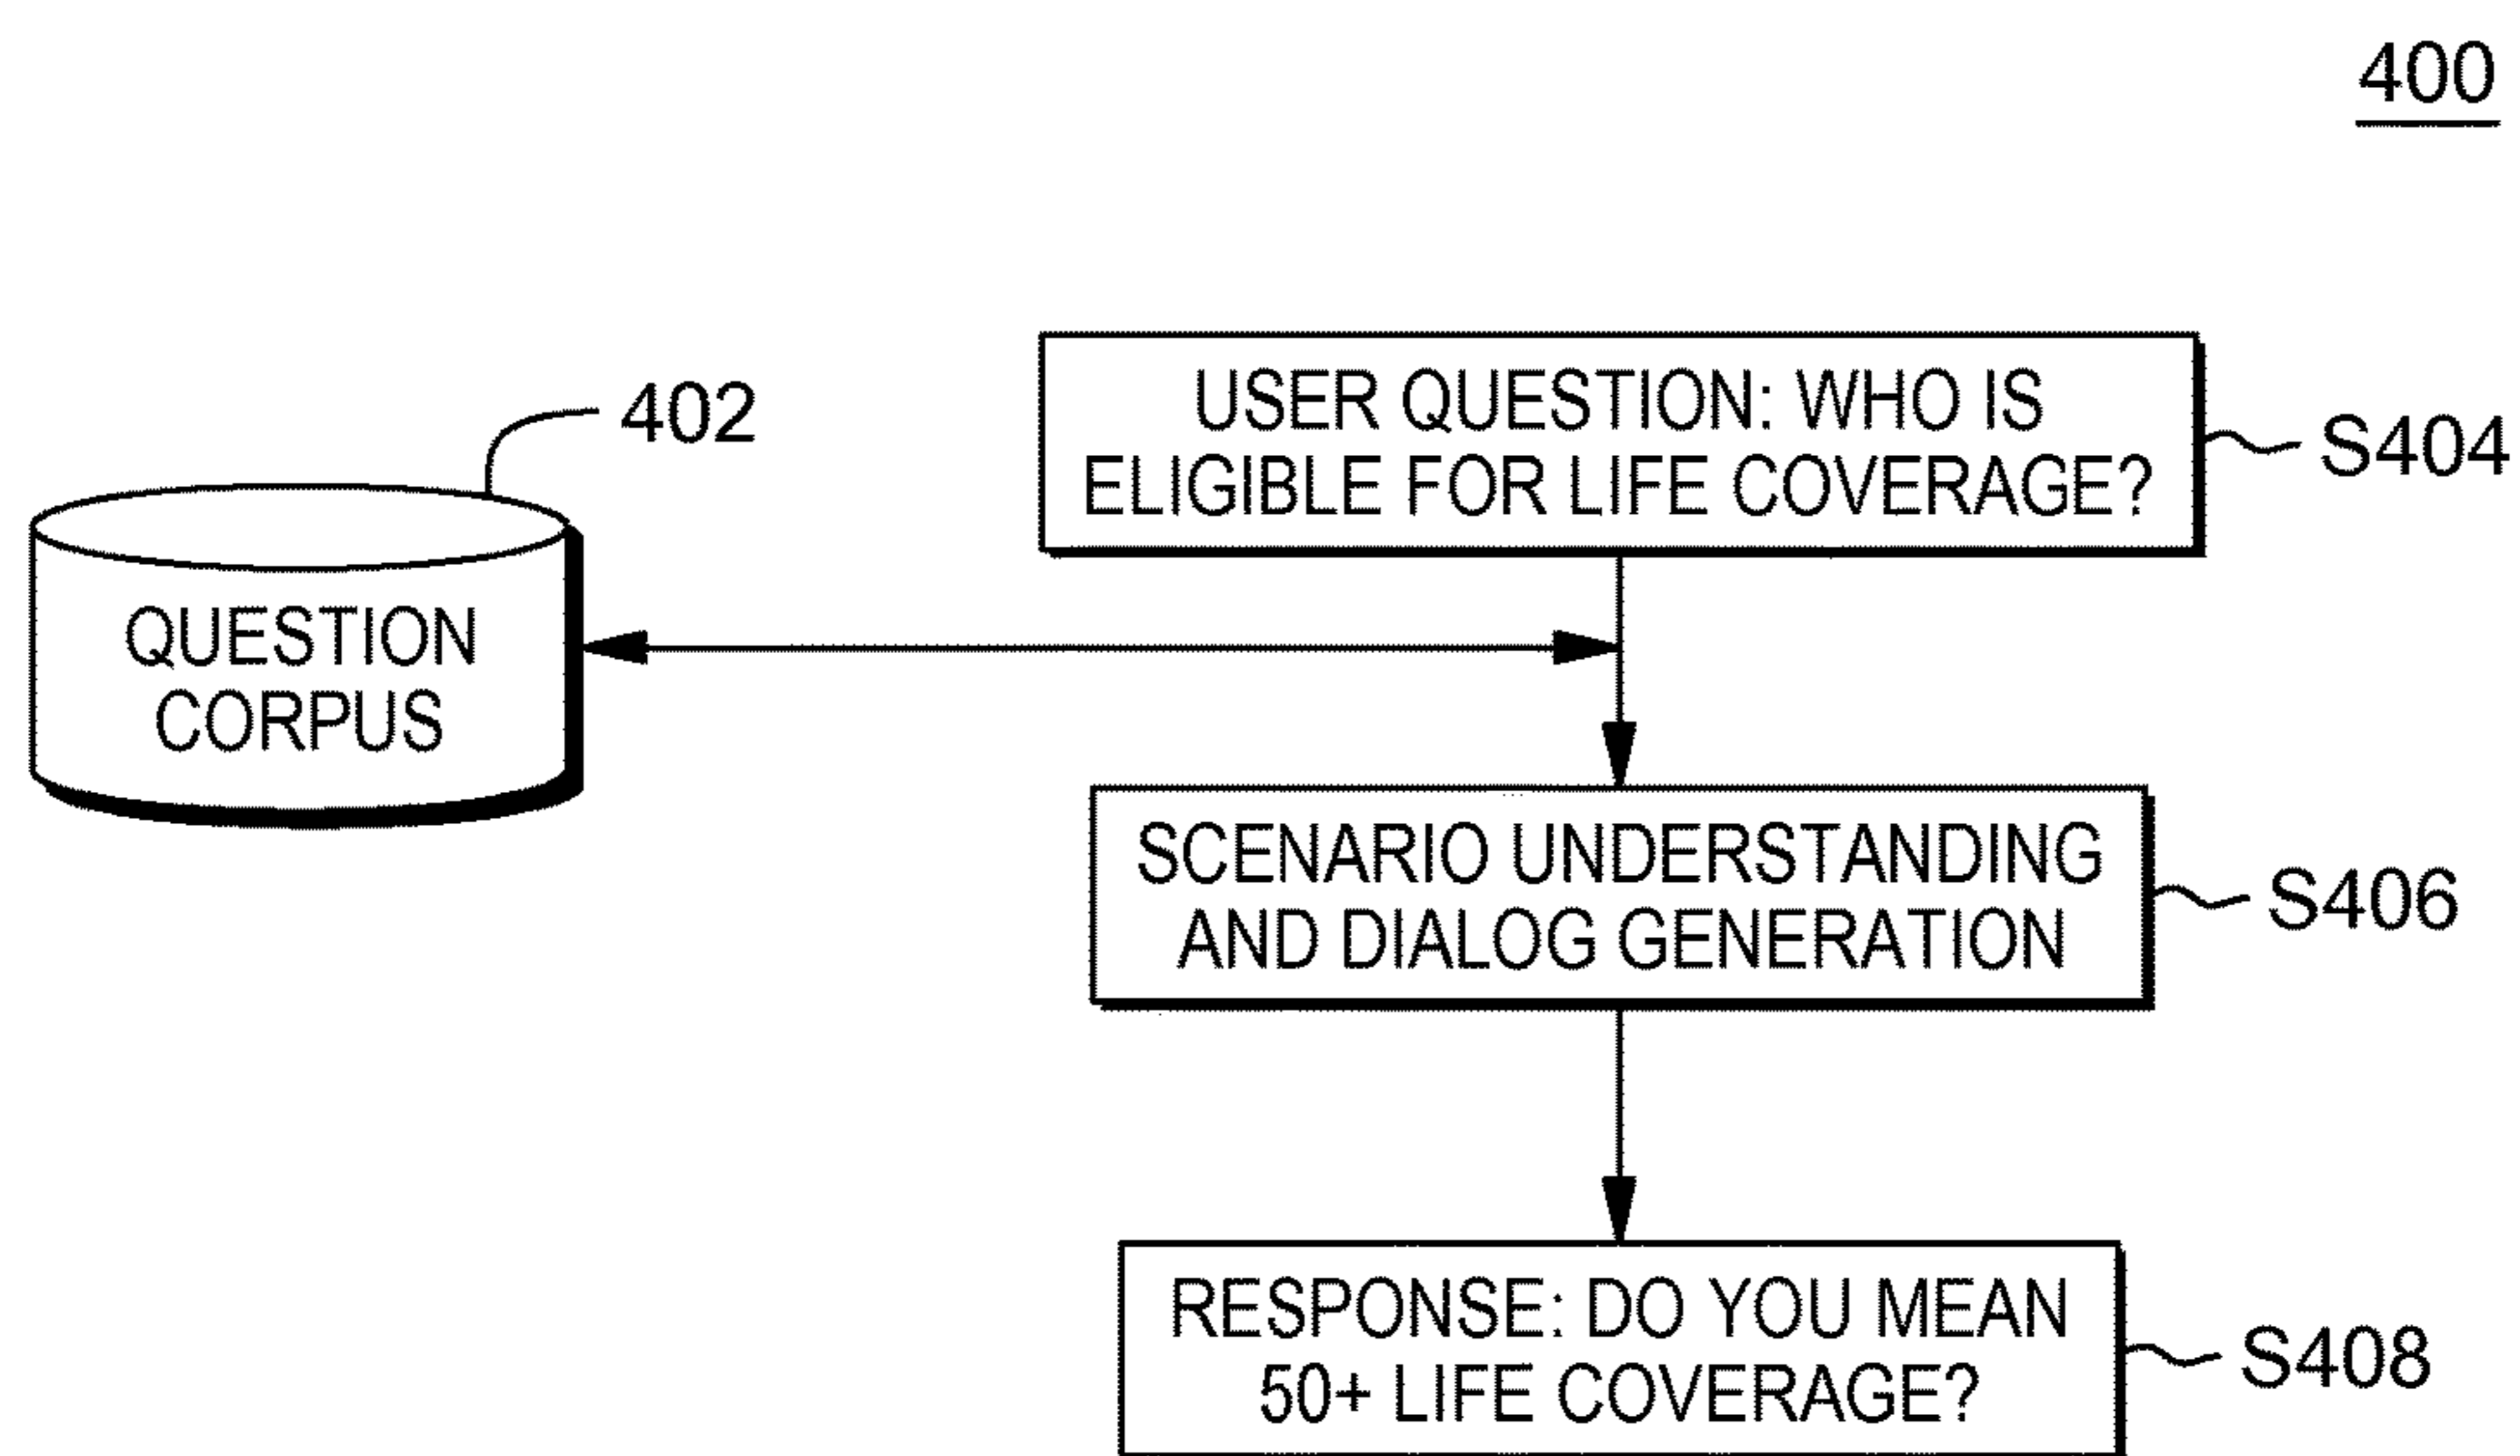 400
402
QUESTION
CORPUS
USER QUESTION: WHO IS
ELIGIBLE FOR LIFE COVERAGE?
S404
SCENARIO UNDERSTANDING
AND DIALOG GENERATION
S406
RESPONSE: DO YOU MEAN
50+ LIFE COVERAGE?
S408